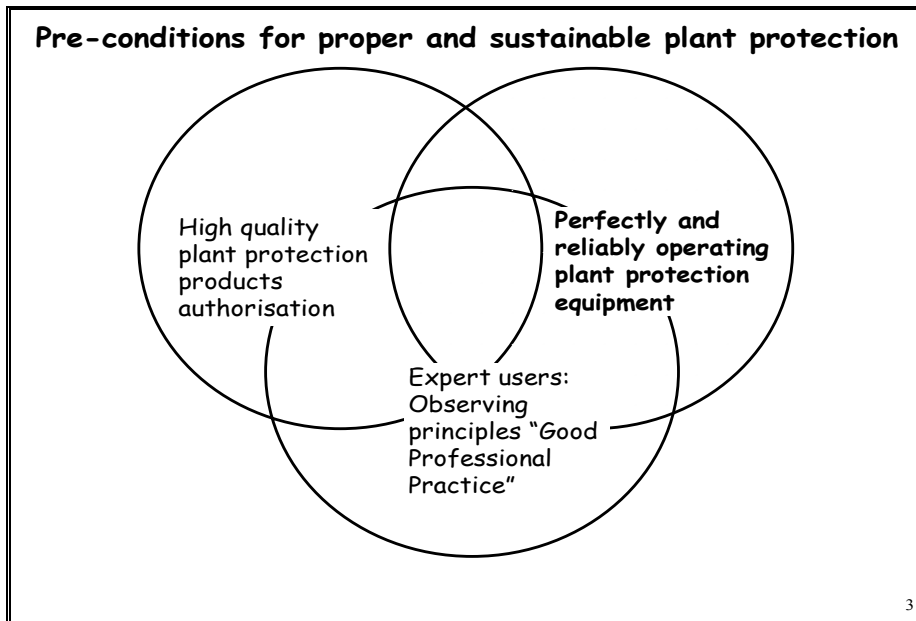 Pre-conditions for proper and sustainable plant protection
High quality
plant protection
products
authorisation
Perfectly and
reliably operating
plant protection
equipment
Expert users:
Observing
principles “Good
Professional
Practice”
3